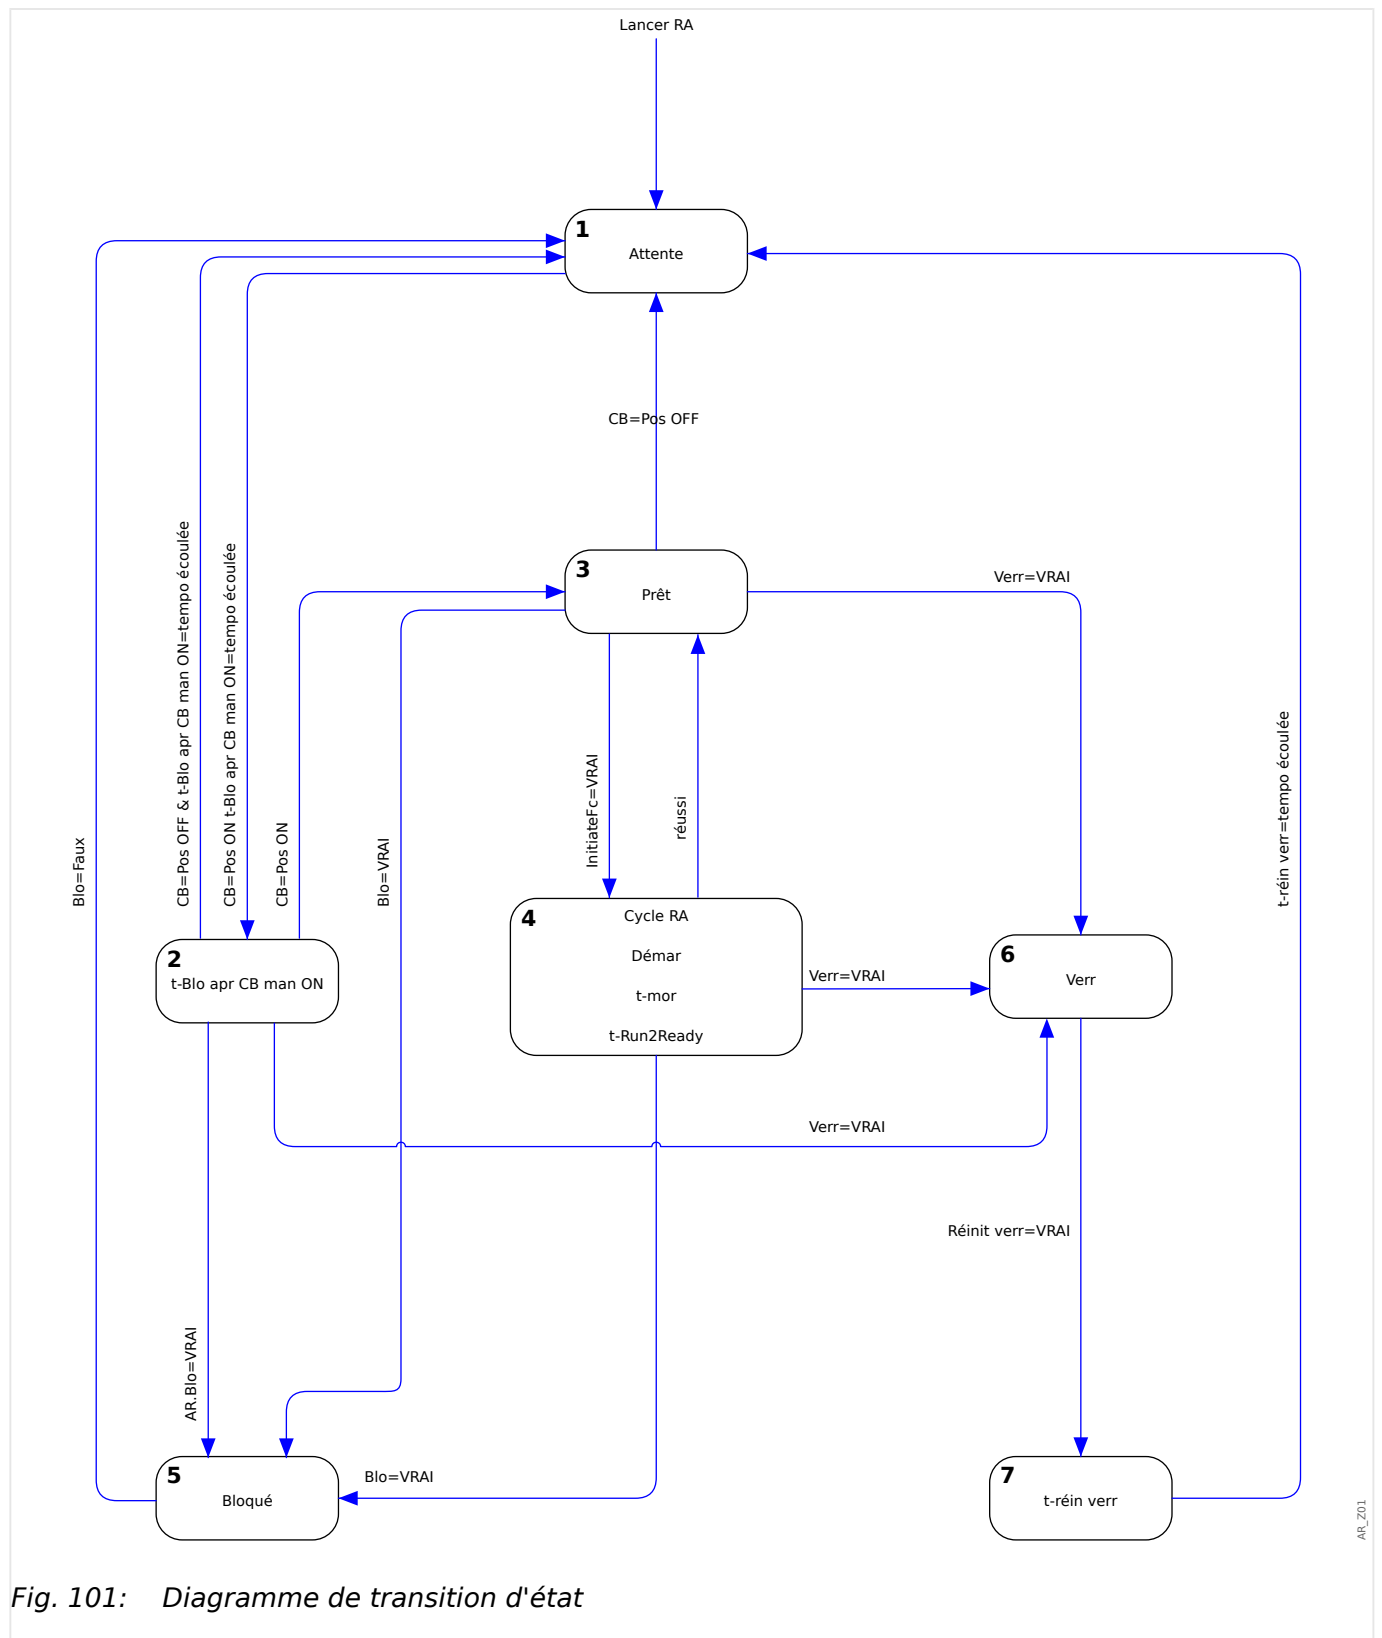 Lancer RA
1
Attente
CB=Pos OFF
3
Prêt
Verr=VRAI
CB=Pos OFF & t-Blo apr CB man ON=tempo écoulée
CB=Pos ON t-Blo apr CB man ON=tempo écoulée
CB=Pos ON
Blo=Faux
Blo=VRAI
InitiateFc=VRAI
réussi
t-réin verr=tempo écoulée
2
t-Blo apr CB man ON
4
Cycle RA
Démar
t-mor
t-Run2Ready
Verr=VRAI
6
Verr
Verr=VRAI
Réinit verr=VRAI
AR.Blo=VRAI
5
Bloqué
Blo=VRAI
7
t-réin verr
AR_Z01
Fig. 101: Diagramme de transition d'état